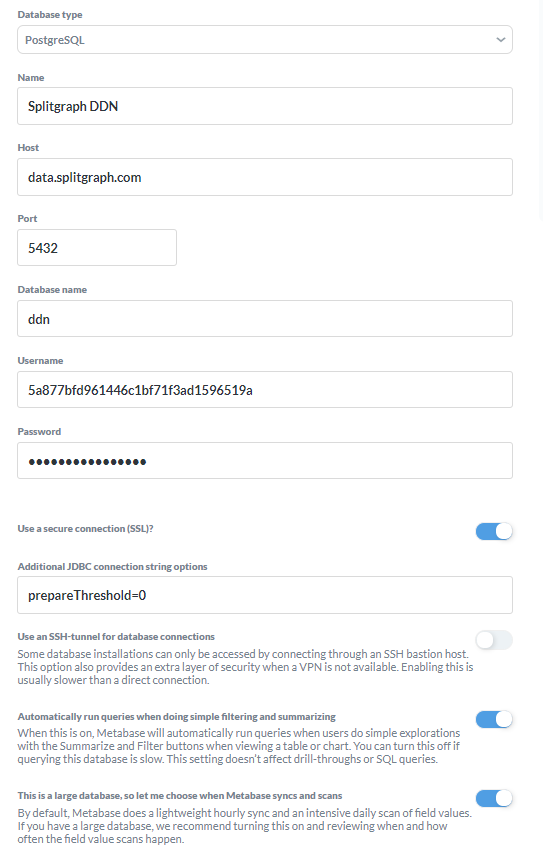 Database type
PostgreSQL
Name
Splitgraph DDN
Host
data.splitgraph.com
Port
5432
Database name
ddn
Username
5a877bfd961446c1bf71f3ad1596519a
Password
••••••••••••••••
Use a secure connection (SSL)?
Additional JDBC connection string options
prepareThreshold=0
Use an SSH-tunnel for database connections
Some database installations can only be accessed by connecting through an SSH bastion host.
This option also provides an extra layer of security when a VPN is not available. Enabling this is
usually slower than a direct connection.
Automatically run queries when doing simple filtering and summarizing
When this is on, Metabase will automatically run queries when users do simple explorations
with the Summarize and Filter buttons when viewing a table or chart. You can turn this off if
querying this database is slow. This setting doesn't affect drill-throughs or SQL queries.
This is a large database, so let me choose when Metabase syncs and scans
By default, Metabase does a lightweight hourly sync and an intensive daily scan of field values.
If you have a large database, we recommend turning this on and reviewing when and how
often the field value scans happen.